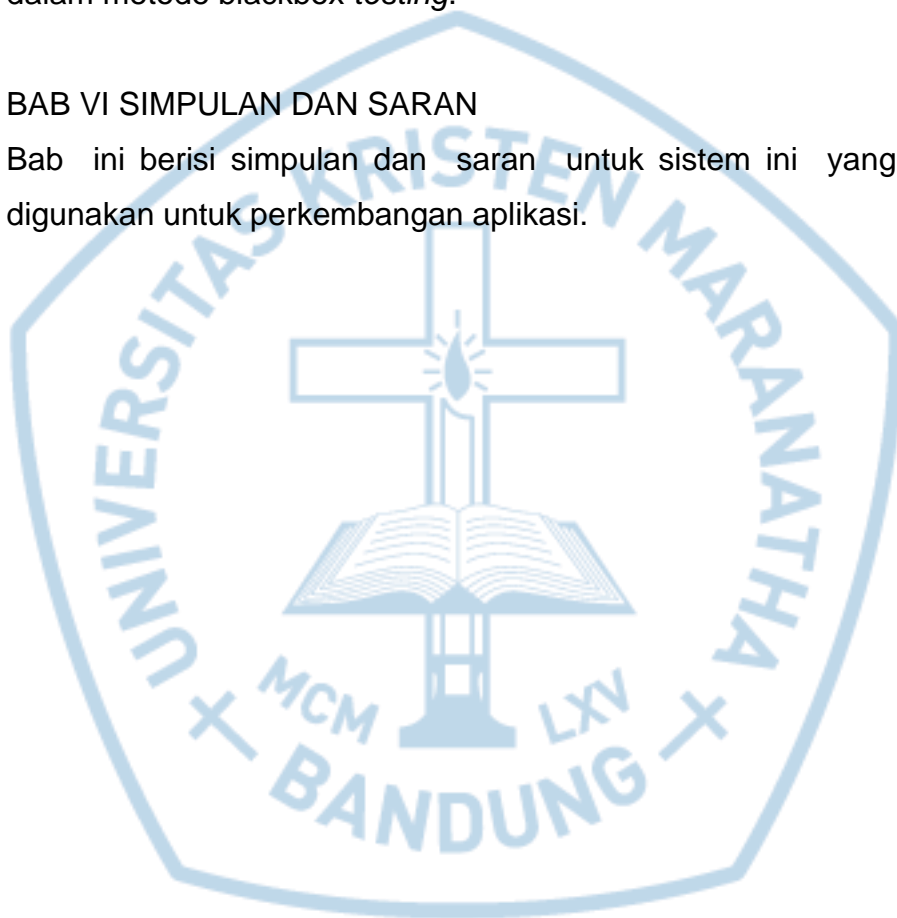 dalam metode blackbox testing.
BAB VI SIMPULAN DAN SARAN
Bab ini berisi simpulan dan saran untuk sistem ini yang
digunakan untuk perkembangan aplikasi.
UNIVERSITAS KRISTEN MARANATHA
MCM LXV
BANDUNG